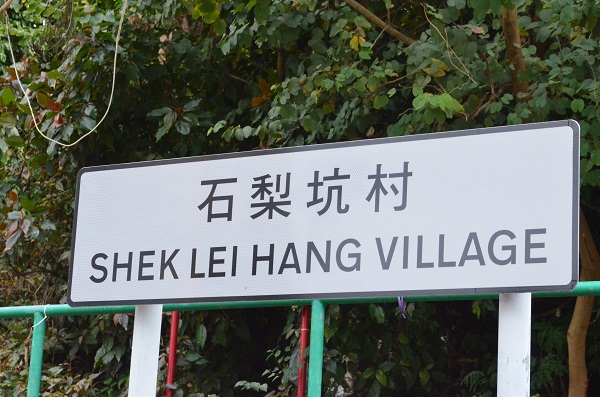 石梨坑村
SHEK LEI HANG VILLAGE